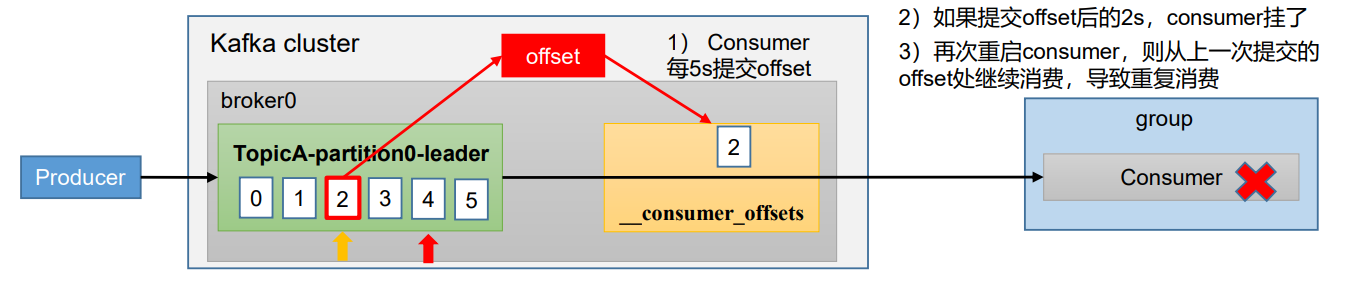 Kafka cluster
offset
1） Consumer
每5s提交offset
2）如果提交offset后的2s，consumer挂了
3）再次重启consumer，则从上一次提交的
offset处继续消费，导致重复消费
broker0
TopicA-partition0-leader
0 1 2 3 4 5
2
__consumer_offsets
Producer
group
Consumer